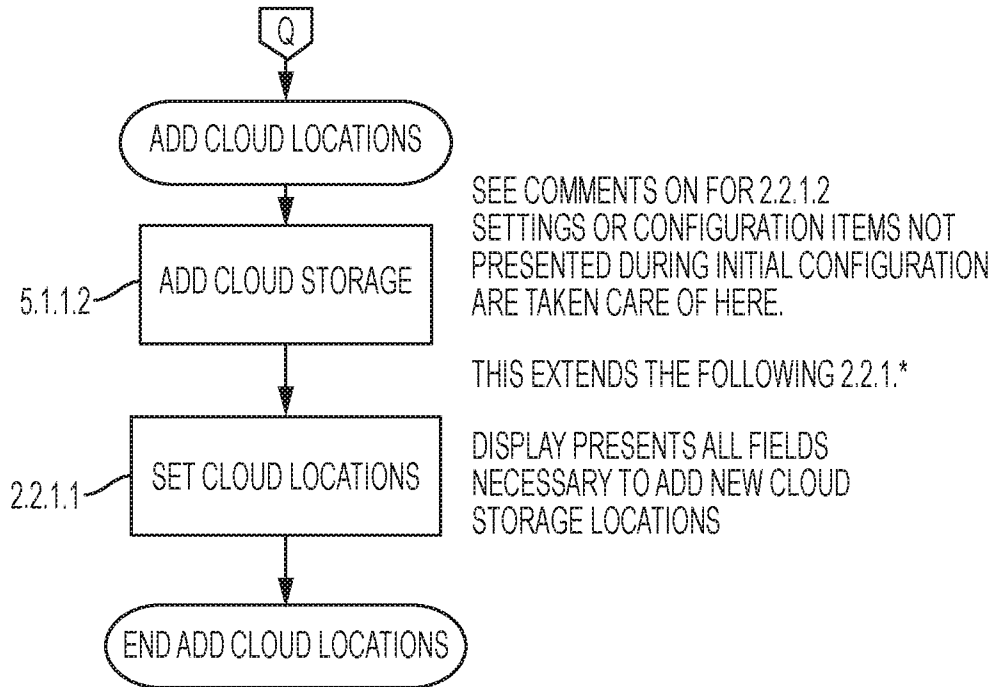 Q
ADD CLOUD LOCATIONS
SEE COMMENTS ON FOR 2.2.1.2
SETTINGS OR CONFIGURATION ITEMS NOT
PRESENTED DURING INITIAL CONFIGURATION
ARE TAKEN CARE OF HERE.
ADD CLOUD STORAGE
5.1.1.2
THIS EXTENDS THE FOLLOWING 2.2.1.*
DISPLAY PRESENTS ALL FIELDS
NECESSARY TO ADD NEW CLOUD
STORAGE LOCATIONS
SET CLOUD LOCATIONS
2.2.1.1
END ADD CLOUD LOCATIONS